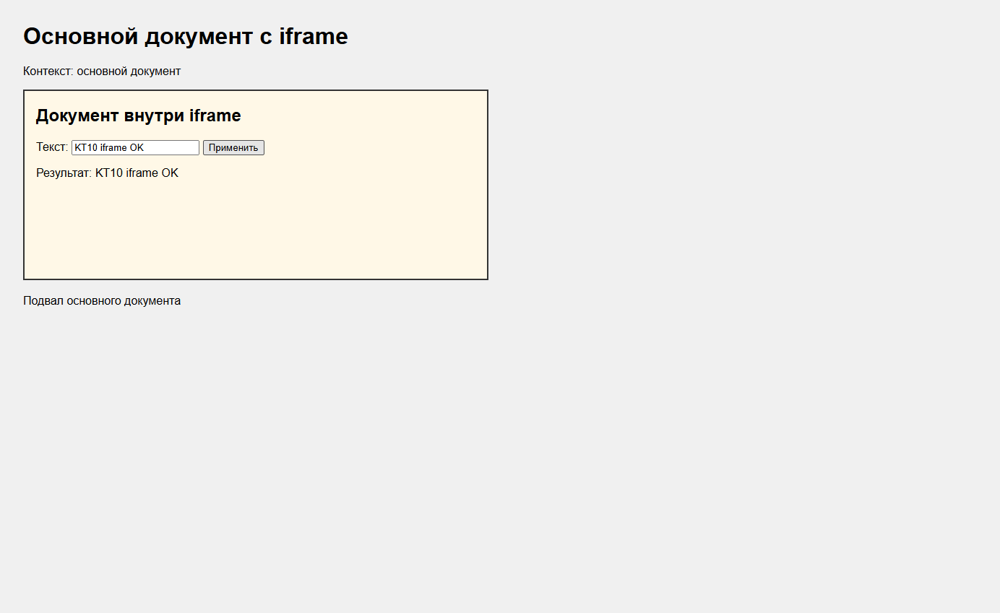 Основной документ с iframe
Контекст: основной документ
Документ внутри iframe
Текст: KT10 iframe OK Применить
Результат: KT10 iframe OK
Подвал основного документа